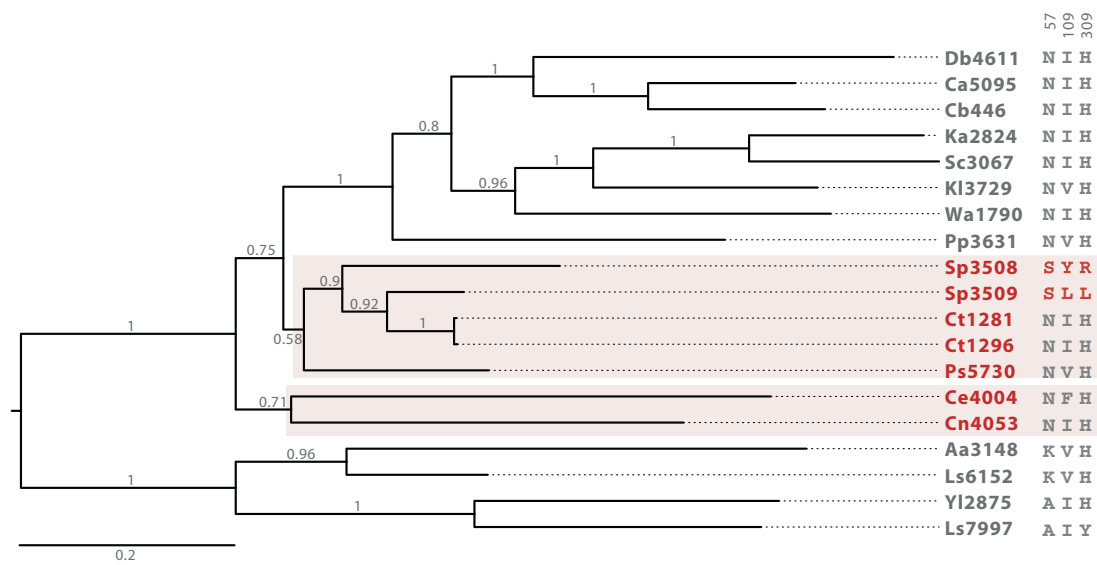 57 109 309
1 Db4611 N I H
1 Ca5095 N I H
0.8 Cb446 N I H
1 Ka2824 N I H
1 Sc3067 N I H
1 0.96 Kl3729 N V H
Wa1790 N I H
0.75 Pp3631 N V H
0.9 Sp3508 S Y R
0.92 Sp3509 S L L
1 1 Ct1281 N I H
0.58 Ct1296 N I H
Ps5730 N V H
0.71 Ce4004 N F H
Cn4053 N I H
0.96 Aa3148 K V H
1 Ls6152 K V H
1 Yl2875 A I H
Ls7997 A I Y
0.2